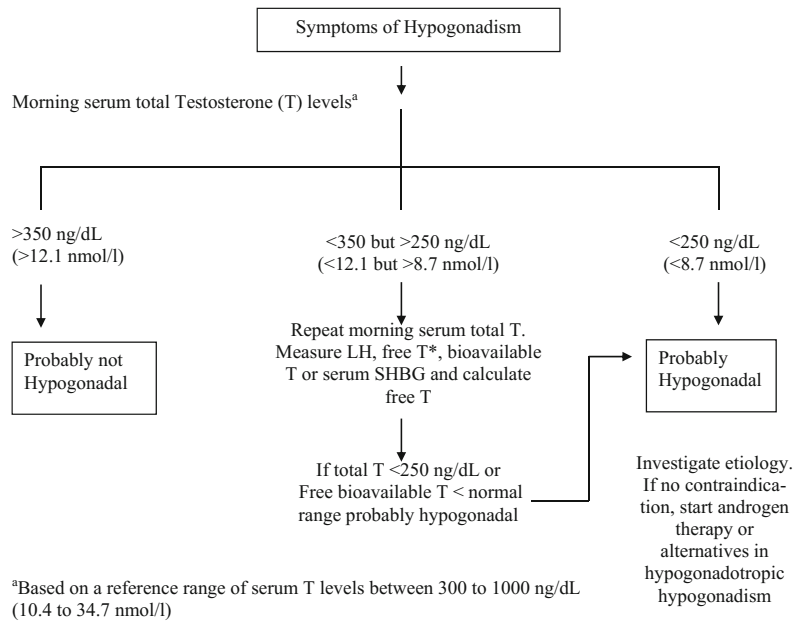 Symptoms of Hypogonadism
Morning serum total Testosterone (T) levelsᵃ
>350 ng/dL
(>12.1 nmol/l)
<350 but >250 ng/dL
(<12.1 but >8.7 nmol/l)
<250 ng/dL
(<8.7 nmol/l)
Probably not
Hypogonadal
Repeat morning serum total T.
Measure LH, free T*, bioavailable
T or serum SHBG and calculate
free T
Probably
Hypogonadal
If total T <250 ng/dL or
Free bioavailable T < normal
range probably hypogonadal
Investigate etiology.
If no contraindica-
tion, start androgen
therapy or
alternatives in
hypogonadotropic
hypogonadism
ᵃBased on a reference range of serum T levels between 300 to 1000 ng/dL
(10.4 to 34.7 nmol/l)